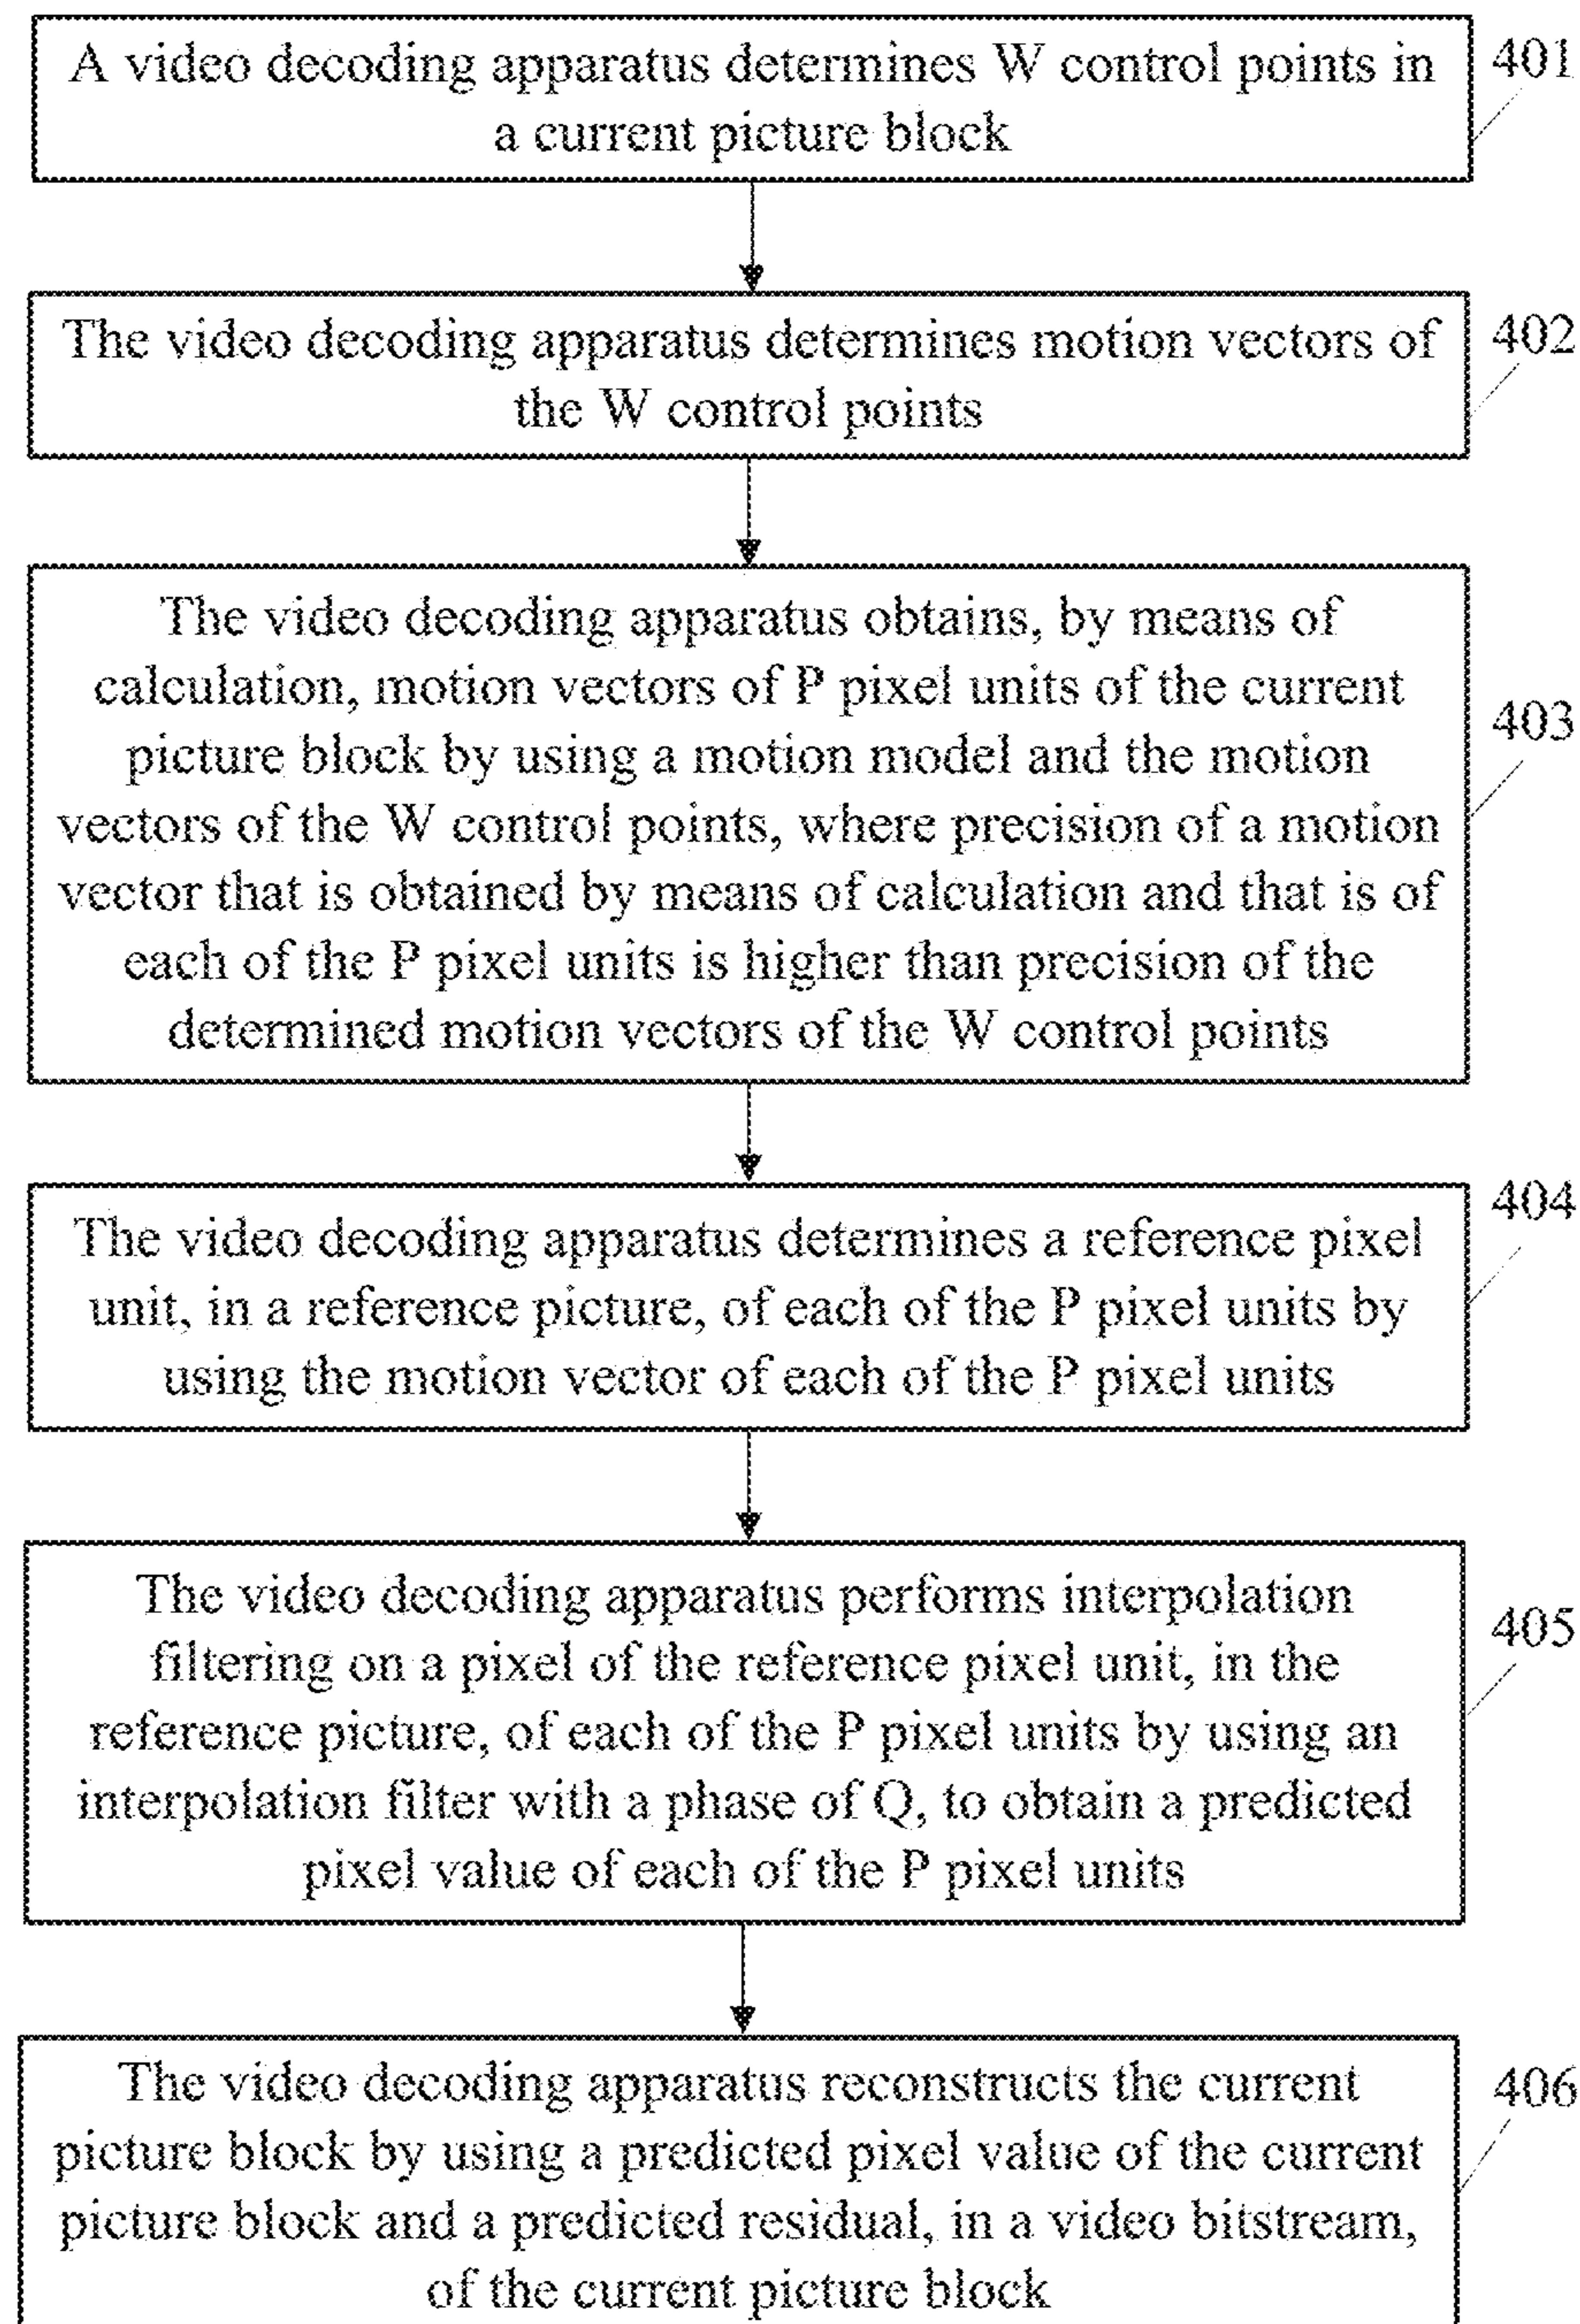 A video decoding apparatus determines W control points in
a current picture block
401
The video decoding apparatus determines motion vectors of
the W control points
402
The video decoding apparatus obtains, by means of
calculation, motion vectors of P pixel units of the current
picture block by using a motion model and the motion
vectors of the W control points, where precision of a motion
vector that is obtained by means of calculation and that is of
each of the P pixel units is higher than precision of the
determined motion vectors of the W control points
403
The video decoding apparatus determines a reference pixel
unit, in a reference picture, of each of the P pixel units by
using the motion vector of each of the P pixel units
404
The video decoding apparatus performs interpolation
filtering on a pixel of the reference pixel unit, in the
reference picture, of each of the P pixel units by using an
interpolation filter with a phase of Q, to obtain a predicted
pixel value of each of the P pixel units
405
The video decoding apparatus reconstructs the current
picture block by using a predicted pixel value of the current
picture block and a predicted residual, in a video bitstream,
of the current picture block
406